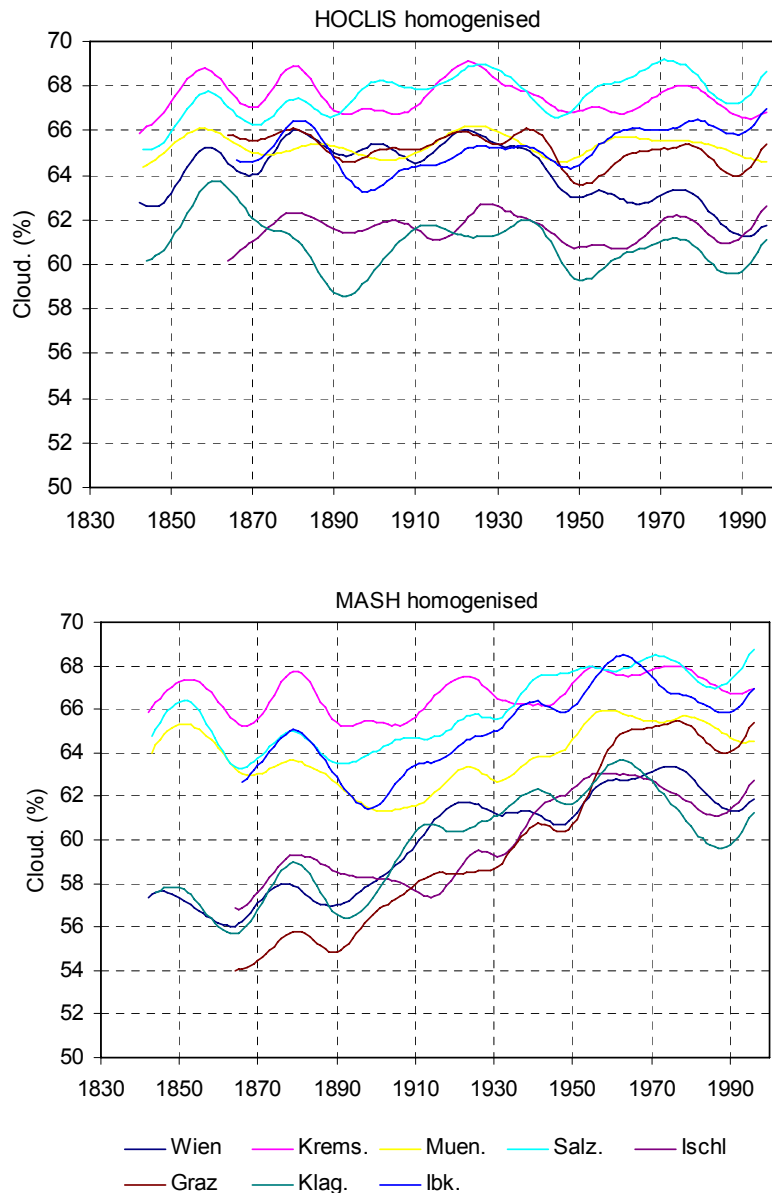 HOCLIS homogenised
70
68
66
64
62
60
58
56
54
52
50
Cloud. (%)
1830 1850 1870 1890 1910 1930 1950 1970 1990
MASH homogenised
70
68
66
64
62
60
58
56
54
52
50
Cloud. (%)
1830 1850 1870 1890 1910 1930 1950 1970 1990
Wien Krems. Muen. Salz. Ischl
Graz Klag. Ibk.